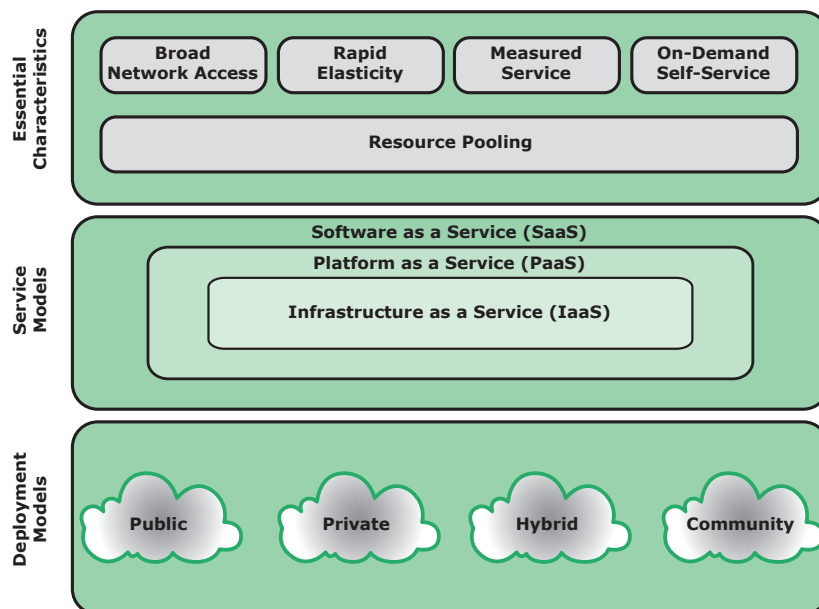 Essential
Characteristics
Broad
Network Access
Rapid
Elasticity
Measured
Service
On-Demand
Self-Service
Resource Pooling
Service
Models
Software as a Service (SaaS)
Platform as a Service (PaaS)
Infrastructure as a Service (IaaS)
Deployment
Models
Public
Private
Hybrid
Community